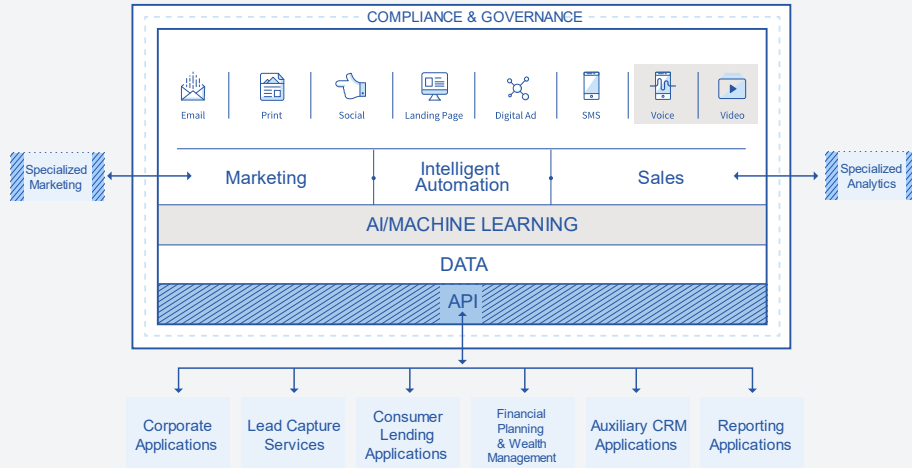 COMPLIANCE & GOVERNANCE
Email
Print
Social
Landing Page
Digital Ad
SMS
Voice
Video
Specialized
Marketing
Marketing
Intelligent
Automation
Sales
Specialized
Analytics
AI/MACHINE LEARNING
DATA
API
Corporate
Applications
Lead Capture
Services
Consumer
Lending
Applications
Financial
Planning
& Wealth
Management
Auxiliary CRM
Applications
Reporting
Applications